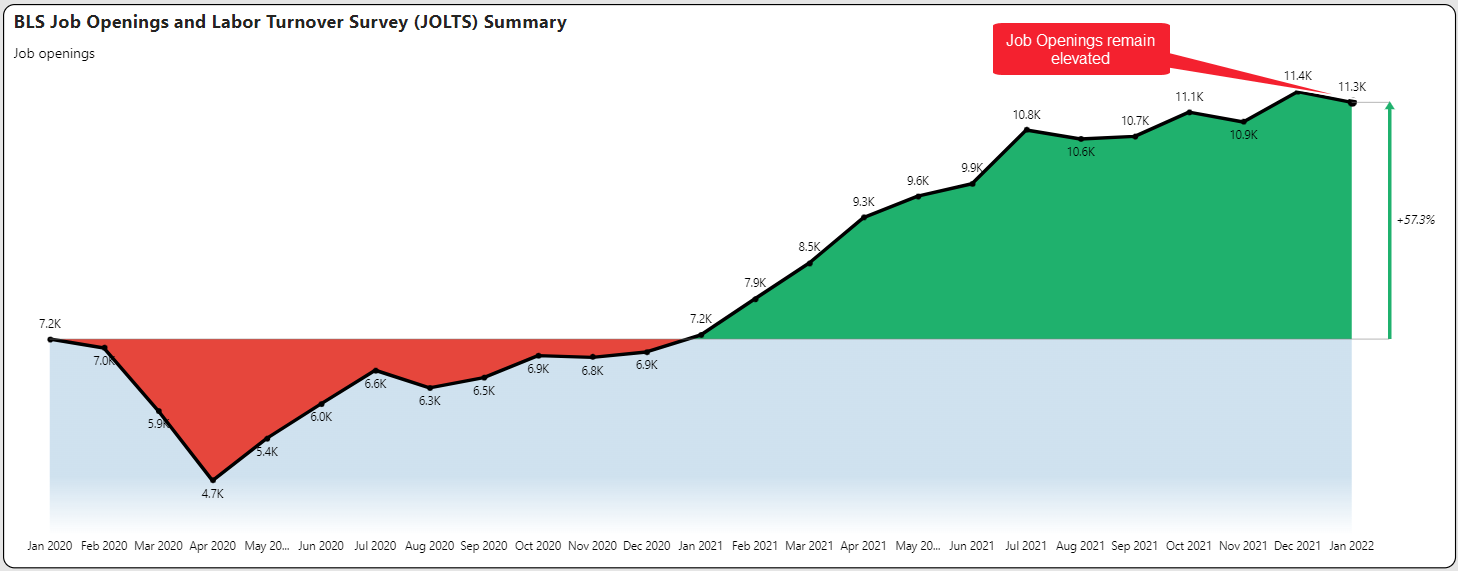 BLS Job Openings and Labor Turnover Survey (JOLTS) Summary
Job openings
Job Openings remain
elevated
7.2K
7.0K
5.9K
4.7K
5.4K
6.0K
6.6K
6.3K
6.5K
6.9K
6.8K
6.9K
7.2K
7.9K
8.5K
9.3K
9.6K
9.9K
10.8K
10.6K
10.7K
11.1K
10.9K
11.4K
11.3K
+57.3%
Jan 2020 Feb 2020 Mar 2020 Apr 2020 May 20... Jun 2020 Jul 2020 Aug 2020 Sep 2020 Oct 2020 Nov 2020 Dec 2020 Jan 2021 Feb 2021 Mar 2021 Apr 2021 May 20... Jun 2021 Jul 2021 Aug 2021 Sep 2021 Oct 2021 Nov 2021 Dec 2021 Jan 2022